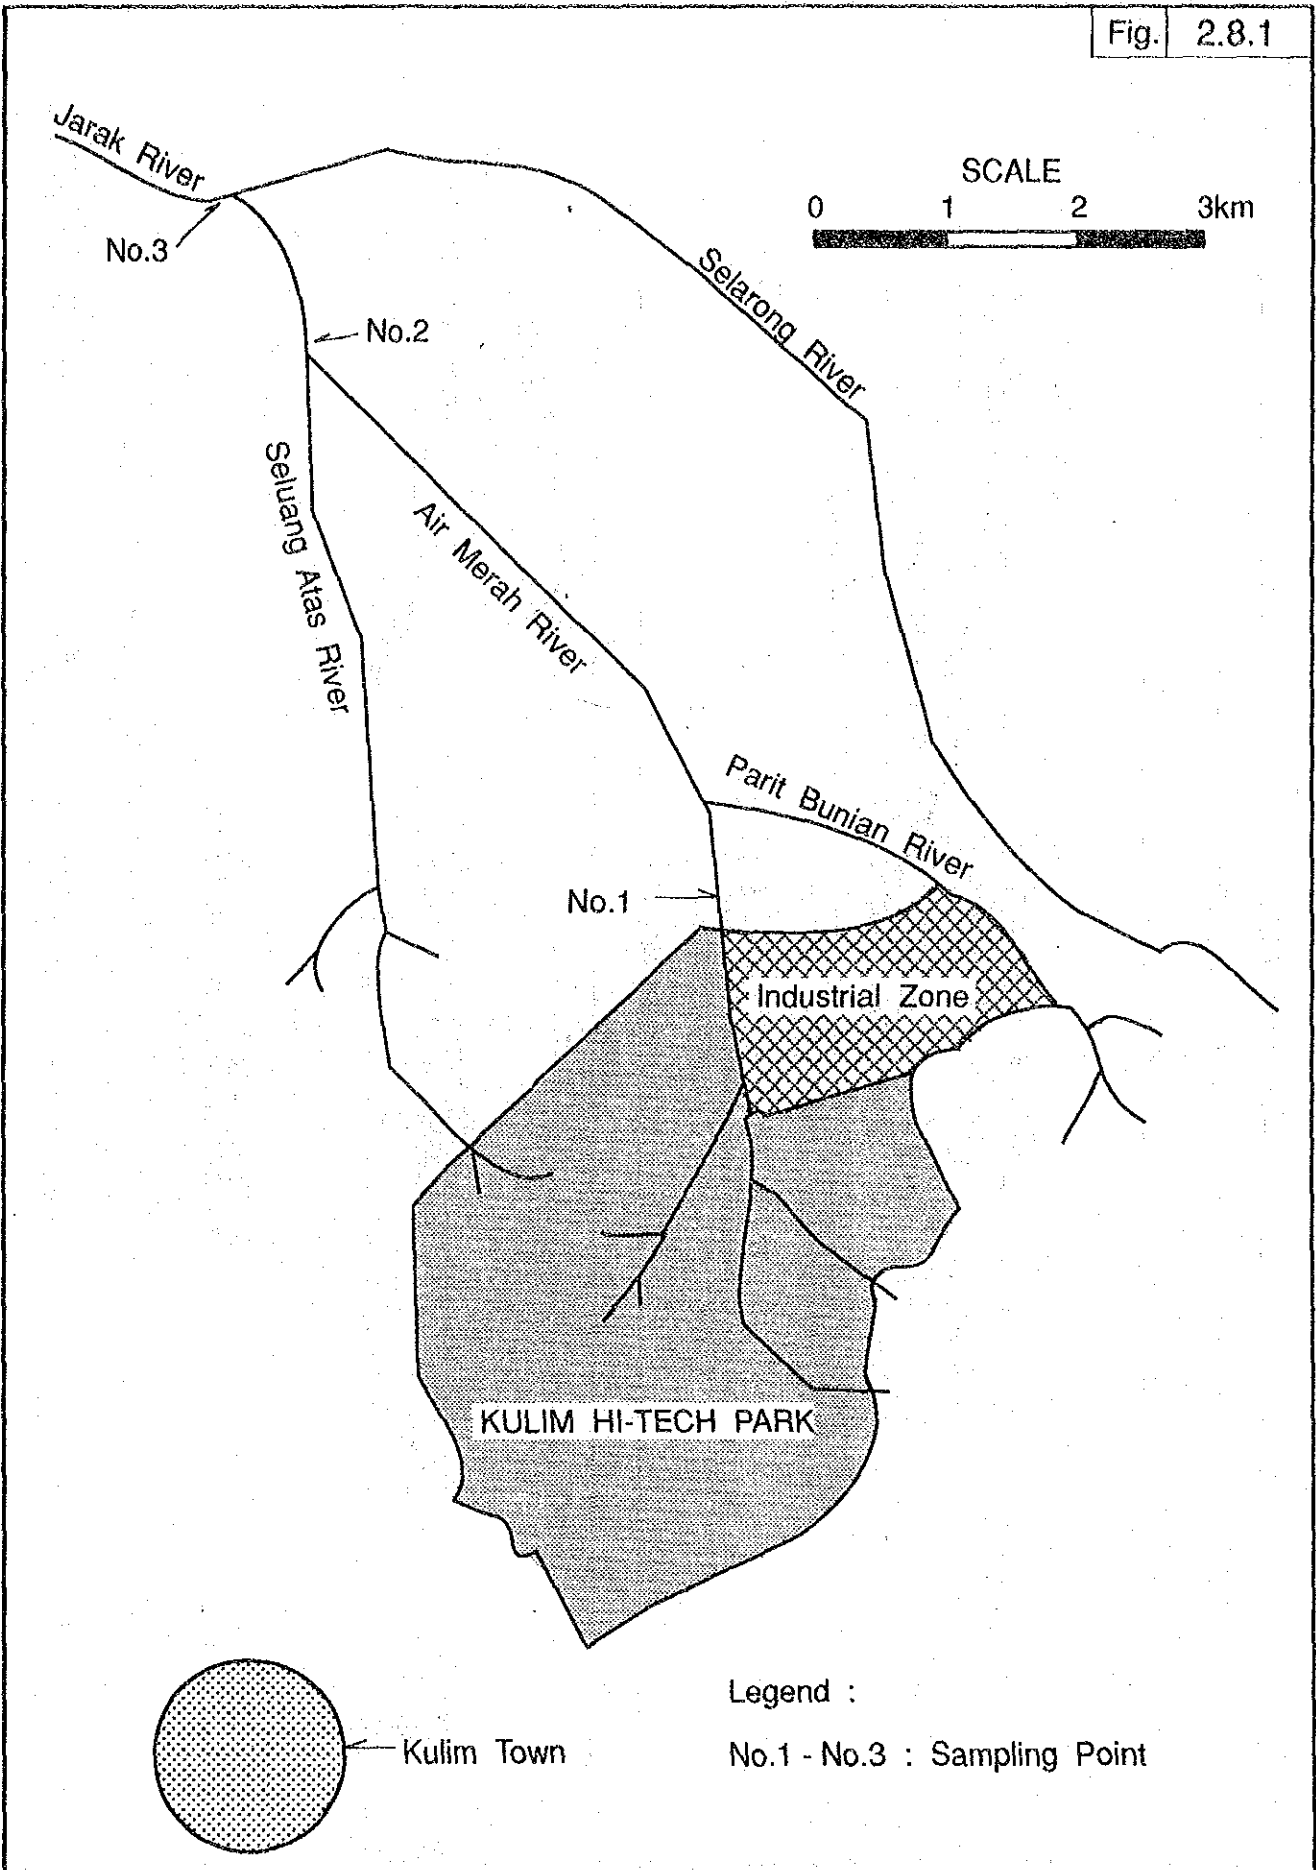 Fig. 2.8.1
Jarak River
SCALE
0 1 2 3km
No.3
Selarong River
No.2
Seluang Atas River
Air Merah River
Parit Bunian River
No.1
Industrial Zone
KULIM HI-TECH PARK
Legend :
Kulim Town
No.1 - No.3 : Sampling Point